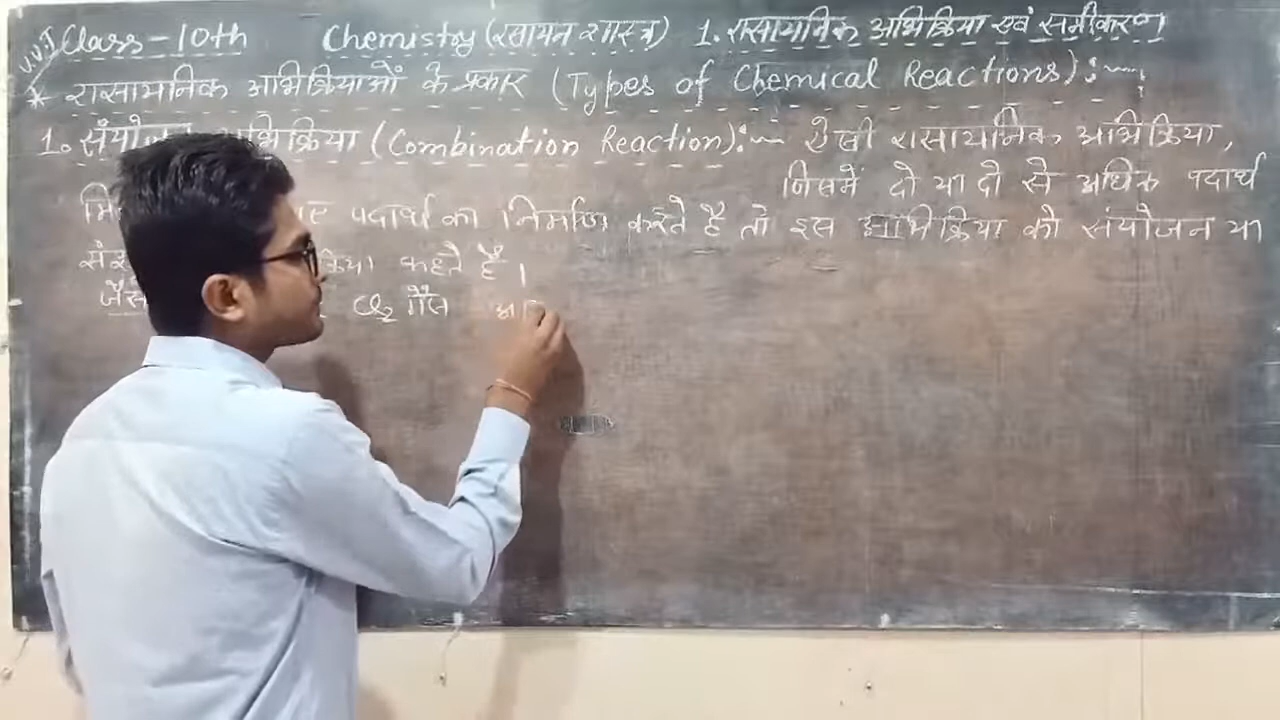 V.V.I Class-10th Chemistry (रसायन शास्त्र) 1. रासायनिक अभिक्रिया एवं समीकरण
* रासायनिक अभिक्रियाओं के प्रकार (Types of Chemical Reactions):-
1. अभिक्रिया (Combination Reaction):- ऐसी रासायनिक अभिक्रिया,
जिसमें दो या दो से अधिक पदार्थ
पदार्थ का निर्माण करते है तो इस अभिक्रिया को संयोजन या
कहते हैं।
Cl2 गैस